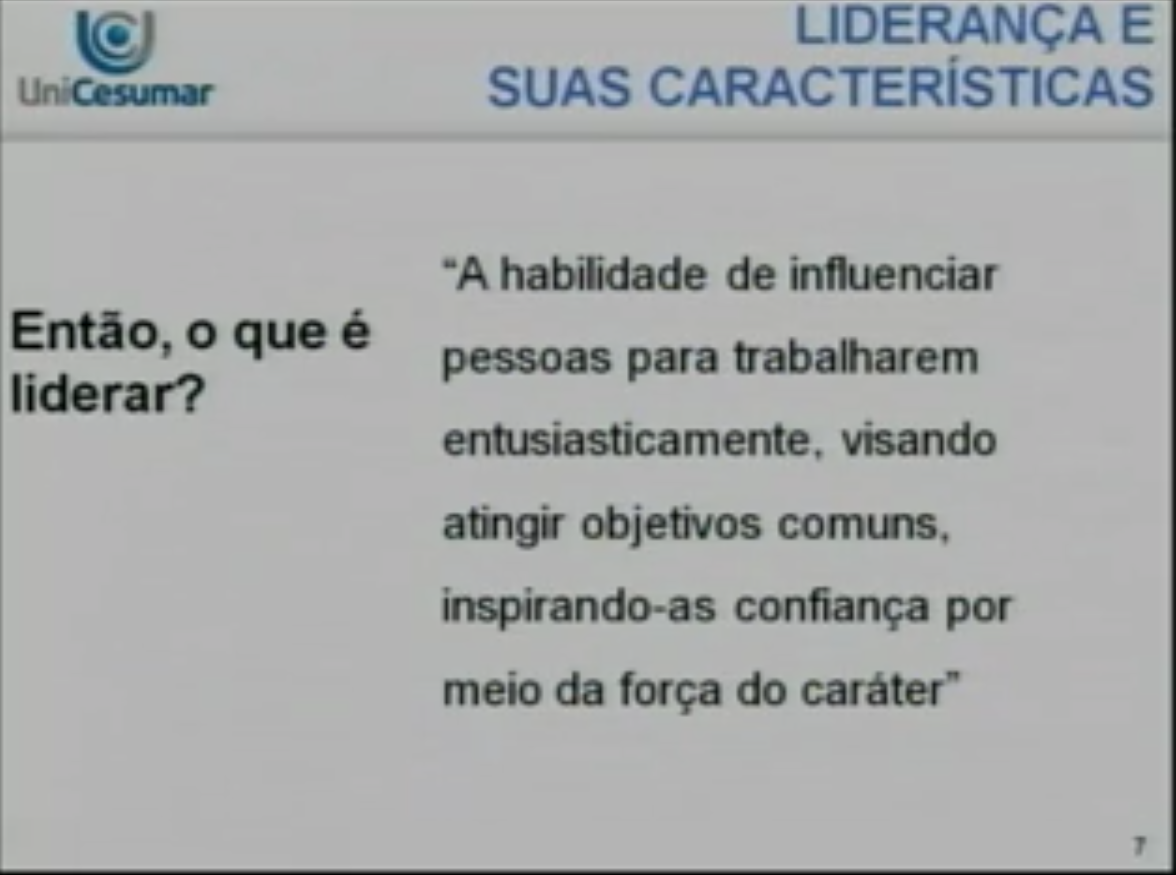 UniCesumar
LIDERANÇA E
SUAS CARACTERÍSTICAS
Então, o que é
liderar?
“A habilidade de influenciar
pessoas para trabalharem
entusiasticamente, visando
atingir objetivos comuns,
inspirando-as confiança por
meio da força do caráter”
7